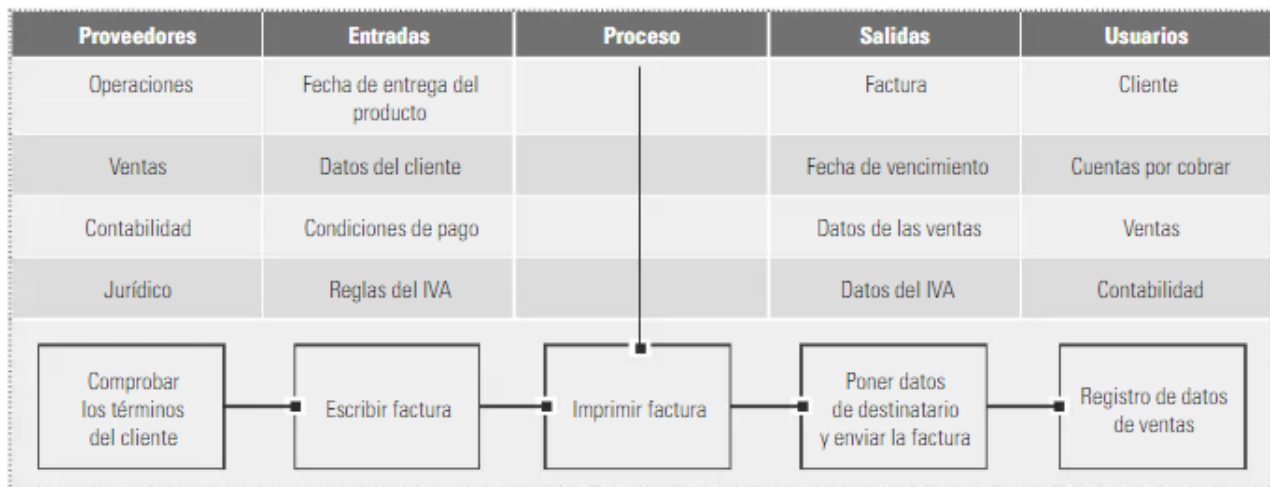 Proveedores Entradas Proceso Salidas Usuarios
Operaciones Fecha de entrega del Factura Cliente
producto
Ventas Datos del cliente Fecha de vencimiento Cuentas por cobrar
Contabilidad Condiciones de pago Datos de las ventas Ventas
Jurídico Reglas del IVA Datos del IVA Contabilidad
Comprobar
los términos
del cliente
Escribir factura
Imprimir factura
Poner datos
de destinatario
y enviar la factura
Registro de datos
de ventas